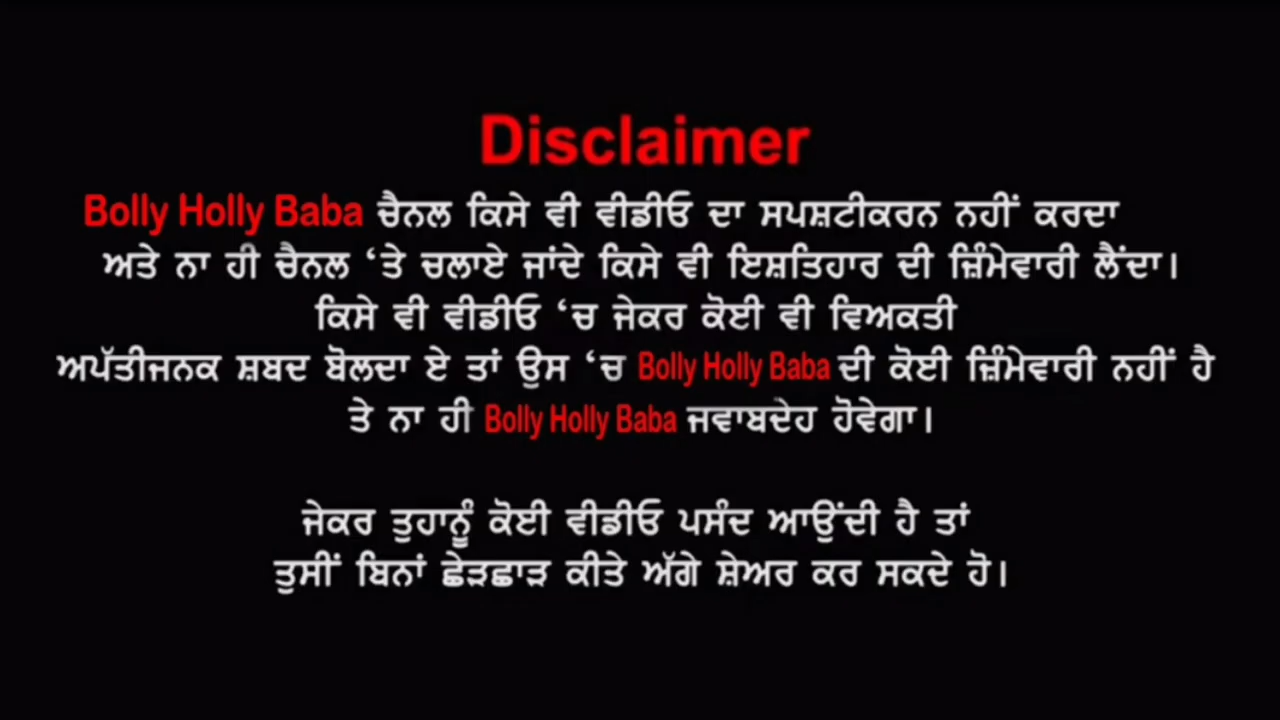 Disclaimer
Bolly Holly Baba ਚੈਨਲ ਕਿਸੇ ਵੀ ਵੀਡੀਓ ਦਾ ਸਪਸ਼ਟੀਕਰਨ ਨਹੀਂ ਕਰਦਾ
ਅਤੇ ਨਾ ਹੀ ਚੈਨਲ ‘ਤੇ ਚਲਾਏ ਜਾਂਦੇ ਕਿਸੇ ਵੀ ਇਸ਼ਤਿਹਾਰ ਦੀ ਜ਼ਿੰਮੇਵਾਰੀ ਲੈਂਦਾ।
ਕਿਸੇ ਵੀ ਵੀਡੀਓ ‘ਚ ਜੇਕਰ ਕੋਈ ਵੀ ਵਿਅਕਤੀ
ਅਪੱਤੀਜਨਕ ਸ਼ਬਦ ਬੋਲਦਾ ਏ ਤਾਂ ਉਸ ‘ਚ Bolly Holly Baba ਦੀ ਕੋਈ ਜ਼ਿੰਮੇਵਾਰੀ ਨਹੀਂ ਹੈ
ਤੇ ਨਾ ਹੀ Bolly Holly Baba ਜਵਾਬਦੇਹ ਹੋਵੇਗਾ।
ਜੇਕਰ ਤੁਹਾਨੂੰ ਕੋਈ ਵੀਡੀਓ ਪਸੰਦ ਆਉਂਦੀ ਹੈ ਤਾਂ
ਤੁਸੀਂ ਬਿਨਾਂ ਛੇੜਛਾੜ ਕੀਤੇ ਅੱਗੇ ਸ਼ੇਅਰ ਕਰ ਸਕਦੇ ਹੋ।